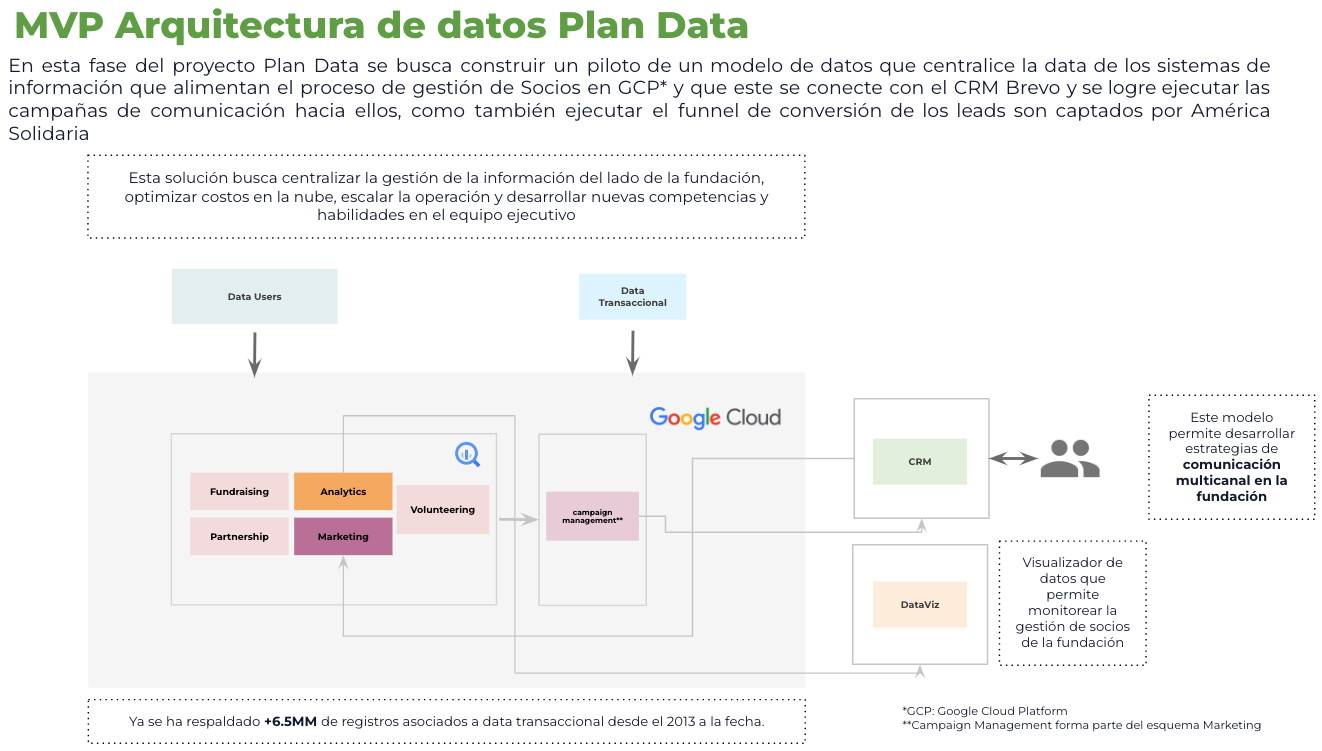 MVP Arquitectura de datos Plan Data
En esta fase del proyecto Plan Data se busca construir un piloto de un modelo de datos que centralice la data de los sistemas de
información que alimentan el proceso de gestión de Socios en GCP* y que este se conecte con el CRM Brevo y se logre ejecutar las
campañas de comunicación hacia ellos, como también ejecutar el funnel de conversión de los leads son captados por América
Solidaria
Esta solución busca centralizar la gestión de la información del lado de la fundación,
optimizar costos en la nube, escalar la operación y desarrollar nuevas competencias y
habilidades en el equipo ejecutivo
Data Users
Data
Transaccional
Google Cloud
Fundraising
Analytics
Volunteering
Partnership
Marketing
campaign
management**
CRM
Este modelo
permite desarrollar
estrategias de
comunicación
multicanal en la
fundación
DataViz
Visualizador de
datos que
permite
monitorear la
gestión de socios
de la fundación
Ya se ha respaldado +6.5MM de registros asociados a data transaccional desde el 2013 a la fecha.
*GCP: Google Cloud Platform
**Campaign Management forma parte del esquema Marketing